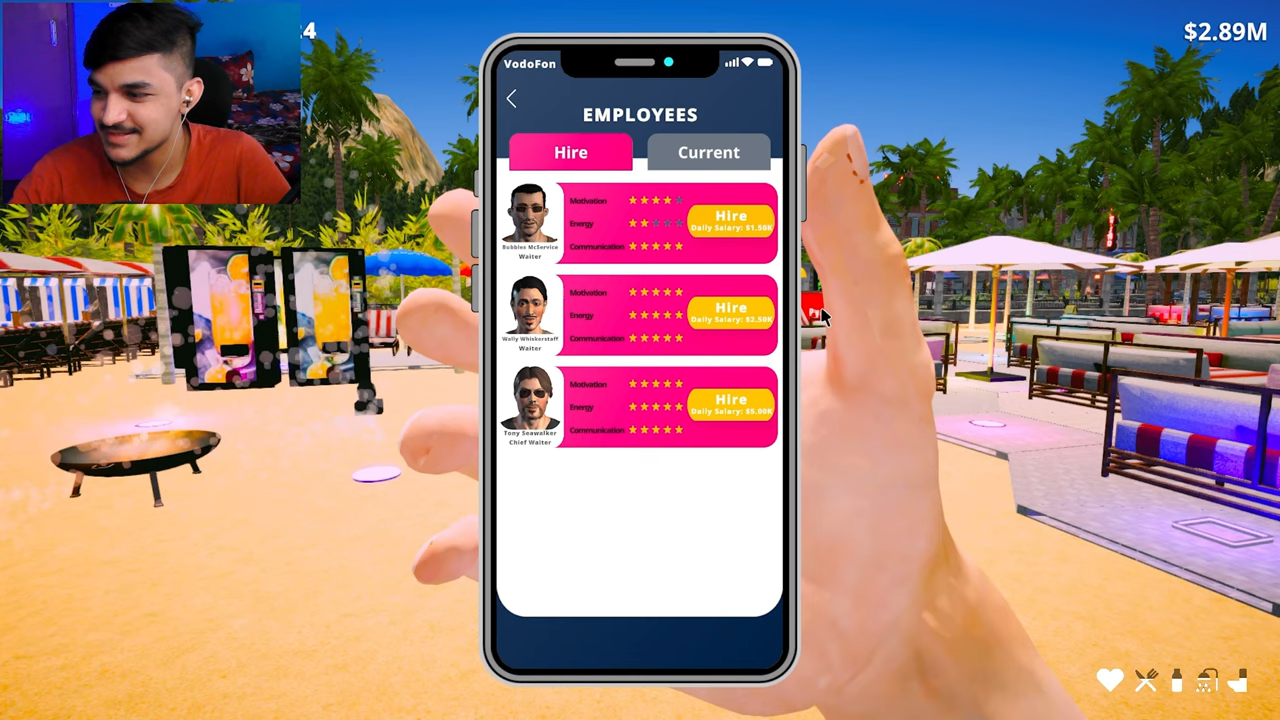 4
$2.89M
VodoFon
EMPLOYEES
Hire
Current
Motivation
Energy
Communication
Bubbles McService
Waiter
Hire
Daily Salary: $1.50K
Motivation
Energy
Communication
Wally Whiskerstaff
Waiter
Hire
Daily Salary: $2.50K
Motivation
Energy
Communication
Tony Seawalker
Chief Waiter
Hire
Daily Salary: $5.00K